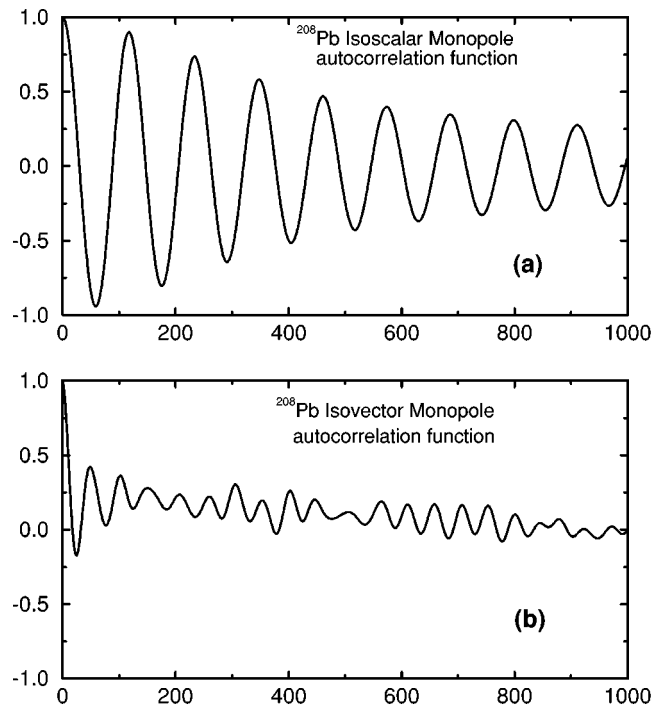 1.0
²⁰⁸Pb Isoscalar Monopole
autocorrelation function
0.5
0.0
-0.5
(a)
-1.0
0 200 400 600 800 1000
1.0
²⁰⁸Pb Isovector Monopole
autocorrelation function
0.5
0.0
-0.5
(b)
-1.0
0 200 400 600 800 1000